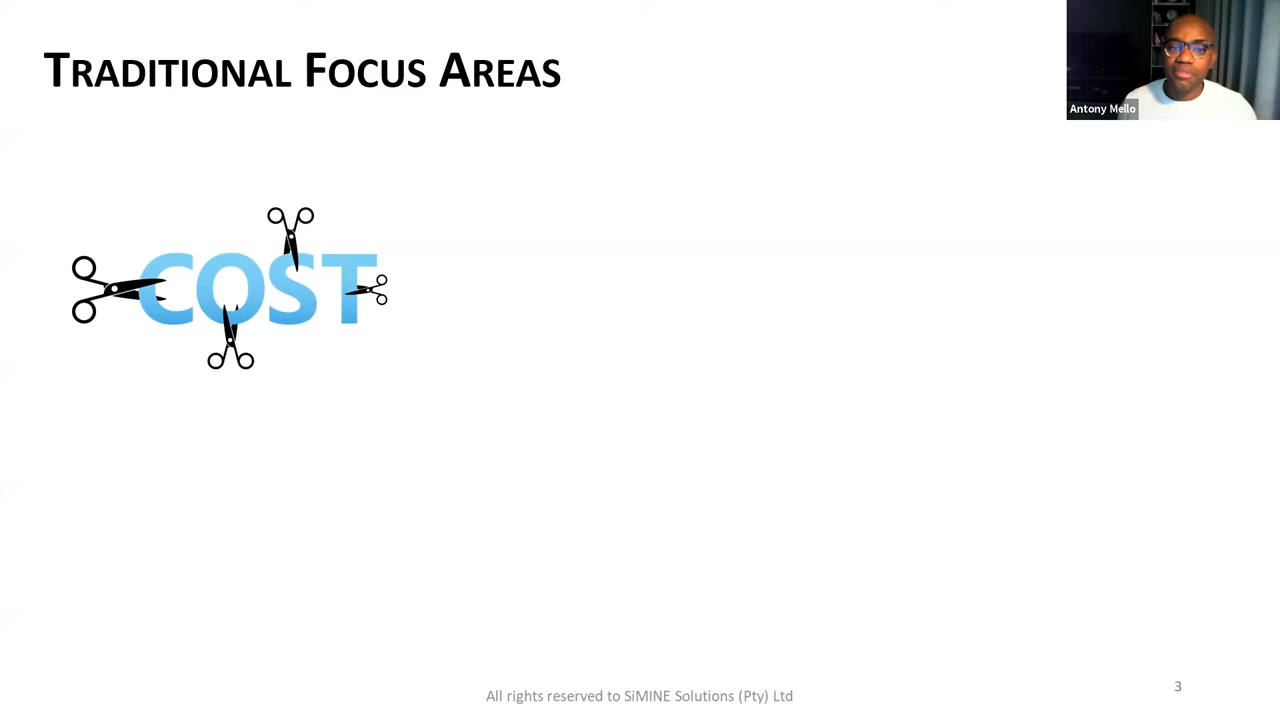 TRADITIONAL FOCUS AREAS
Antony Mello
COST
All rights reserved to SiMINE Solutions (Pty) Ltd
3